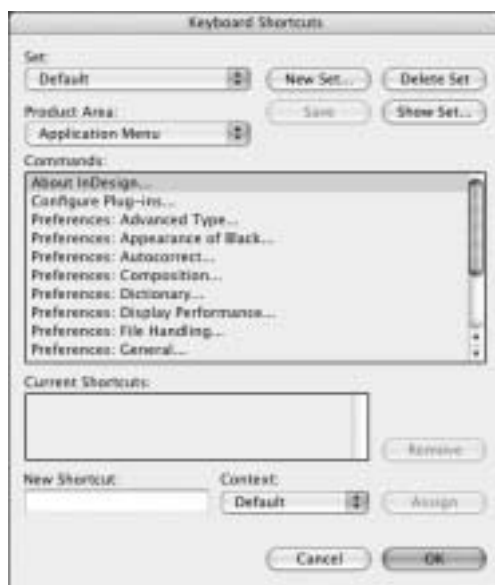 Keyboard Shortcuts
Set:
Default
New Set...
Delete Set
Product Area:
Save
Show Set...
Application Menu
Commands:
About InDesign...
Configure Plug-ins...
Preferences: Advanced Type...
Preferences: Appearance of Black...
Preferences: Autocorrect...
Preferences: Composition...
Preferences: Dictionary...
Preferences: Display Performance...
Preferences: File Handling...
Preferences: General...
Current Shortcuts:
Remove
New Shortcut:
Context:
Default
Assign
Cancel
OK